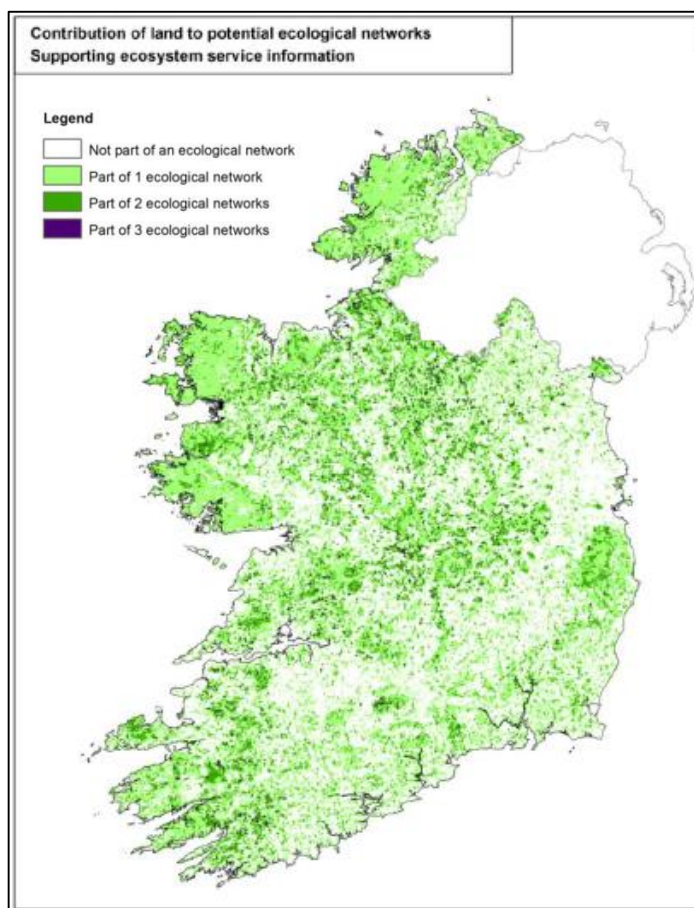 Contribution of land to potential ecological networks
Supporting ecosystem service information
Legend
Not part of an ecological network
Part of 1 ecological network
Part of 2 ecological networks
Part of 3 ecological networks